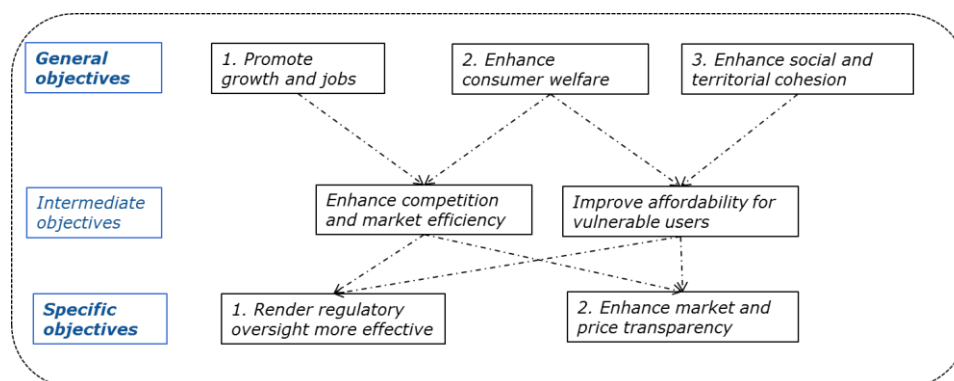 General
objectives
1. Promote
growth and jobs
2. Enhance
consumer welfare
3. Enhance social and
territorial cohesion
Intermediate
objectives
Enhance competition
and market efficiency
Improve affordability for
vulnerable users
Specific
objectives
1. Render regulatory
oversight more effective
2. Enhance market and
price transparency